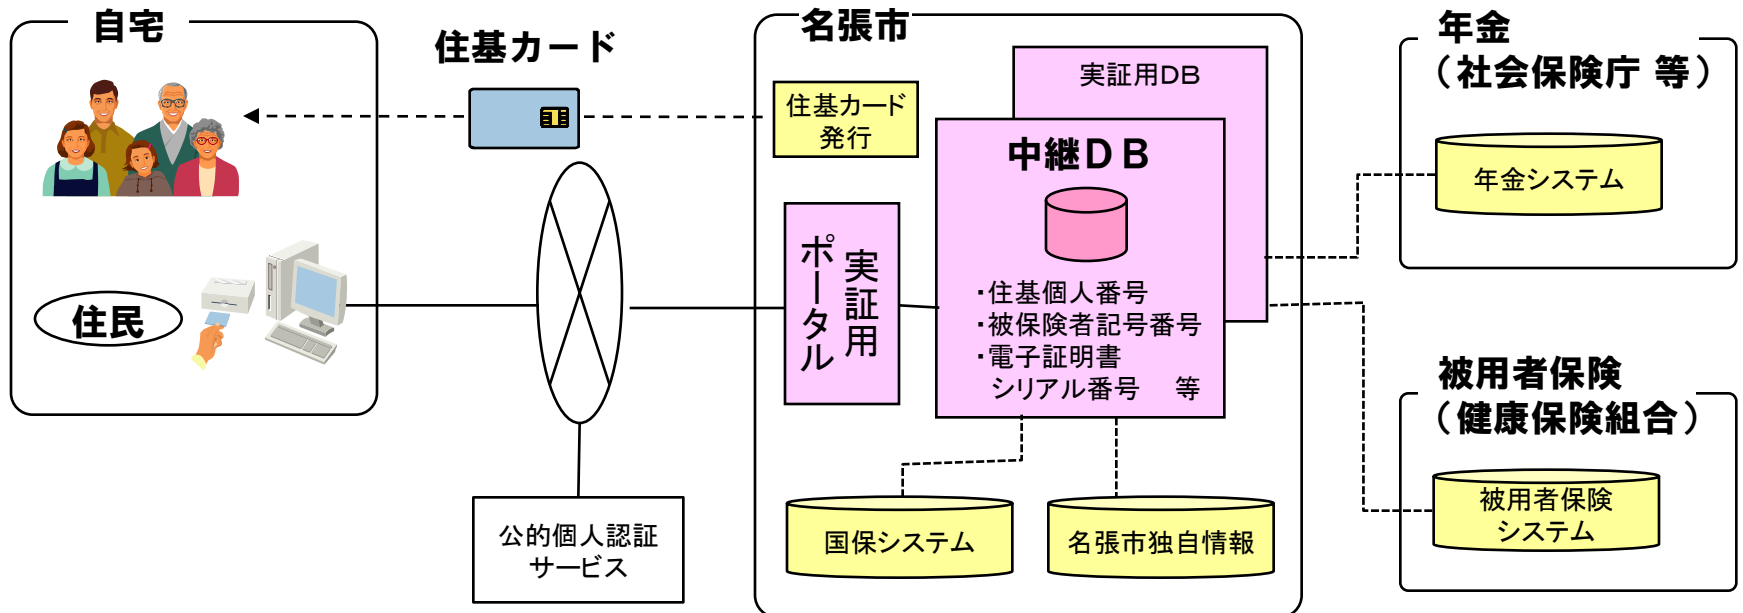 自宅
住民
住基カード
公的個人認証
サービス
名張市
住基カード
発行
実証用
ポータル
実証用DB
中継DB
・住基個人番号
・被保険者記号番号
・電子証明書
シリアル番号 等
国保システム
名張市独自情報
年金
（社会保険庁 等）
年金システム
被用者保険
（健康保険組合）
被用者保険
システム